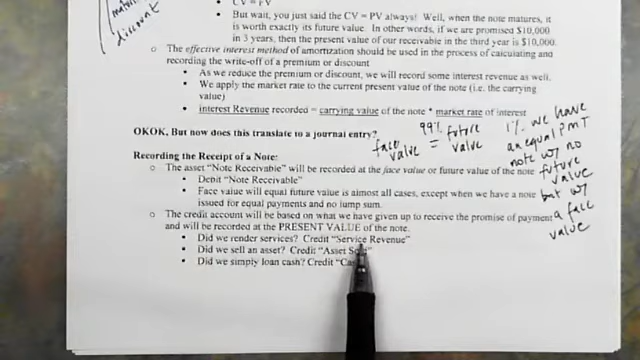 CV = FV
But wait, you just said the CV = PV always! Well, when the note matures, it
is worth exactly its future value. In other words, if we are promised $10,000
in 3 years, then the present value of our receivable in the third year is $10,000.
The effective interest method of amortization should be used in the process of calculating and
recording the write-off of a premium or discount
As we reduce the premium or discount, we will record some interest revenue as well.
We apply the market rate to the current present value of the note (i.e. the carrying
value)
interest Revenue recorded = carrying value of the note * market rate of interest
OKOK, But now does this translate to a journal entry?
Recording the Receipt of a Note:
The asset "Note Receivable" will be recorded at the face value or future value of the note
Debit "Note Receivable"
Face value will equal future value is almost all cases, except when we have a note
issued for equal payments and no lump sum.
The credit account will be based on what we have given up to receive the promise of payment
and will be recorded at the PRESENT VALUE of the note.
Did we render services? Credit "Service Revenue"
Did we sell an asset? Credit "Asset
Did we simply loan cash? Credit
discount
99%
face value = future value
1% we have
an equal PMT
note w/ no
future
value
but w/
a face
value